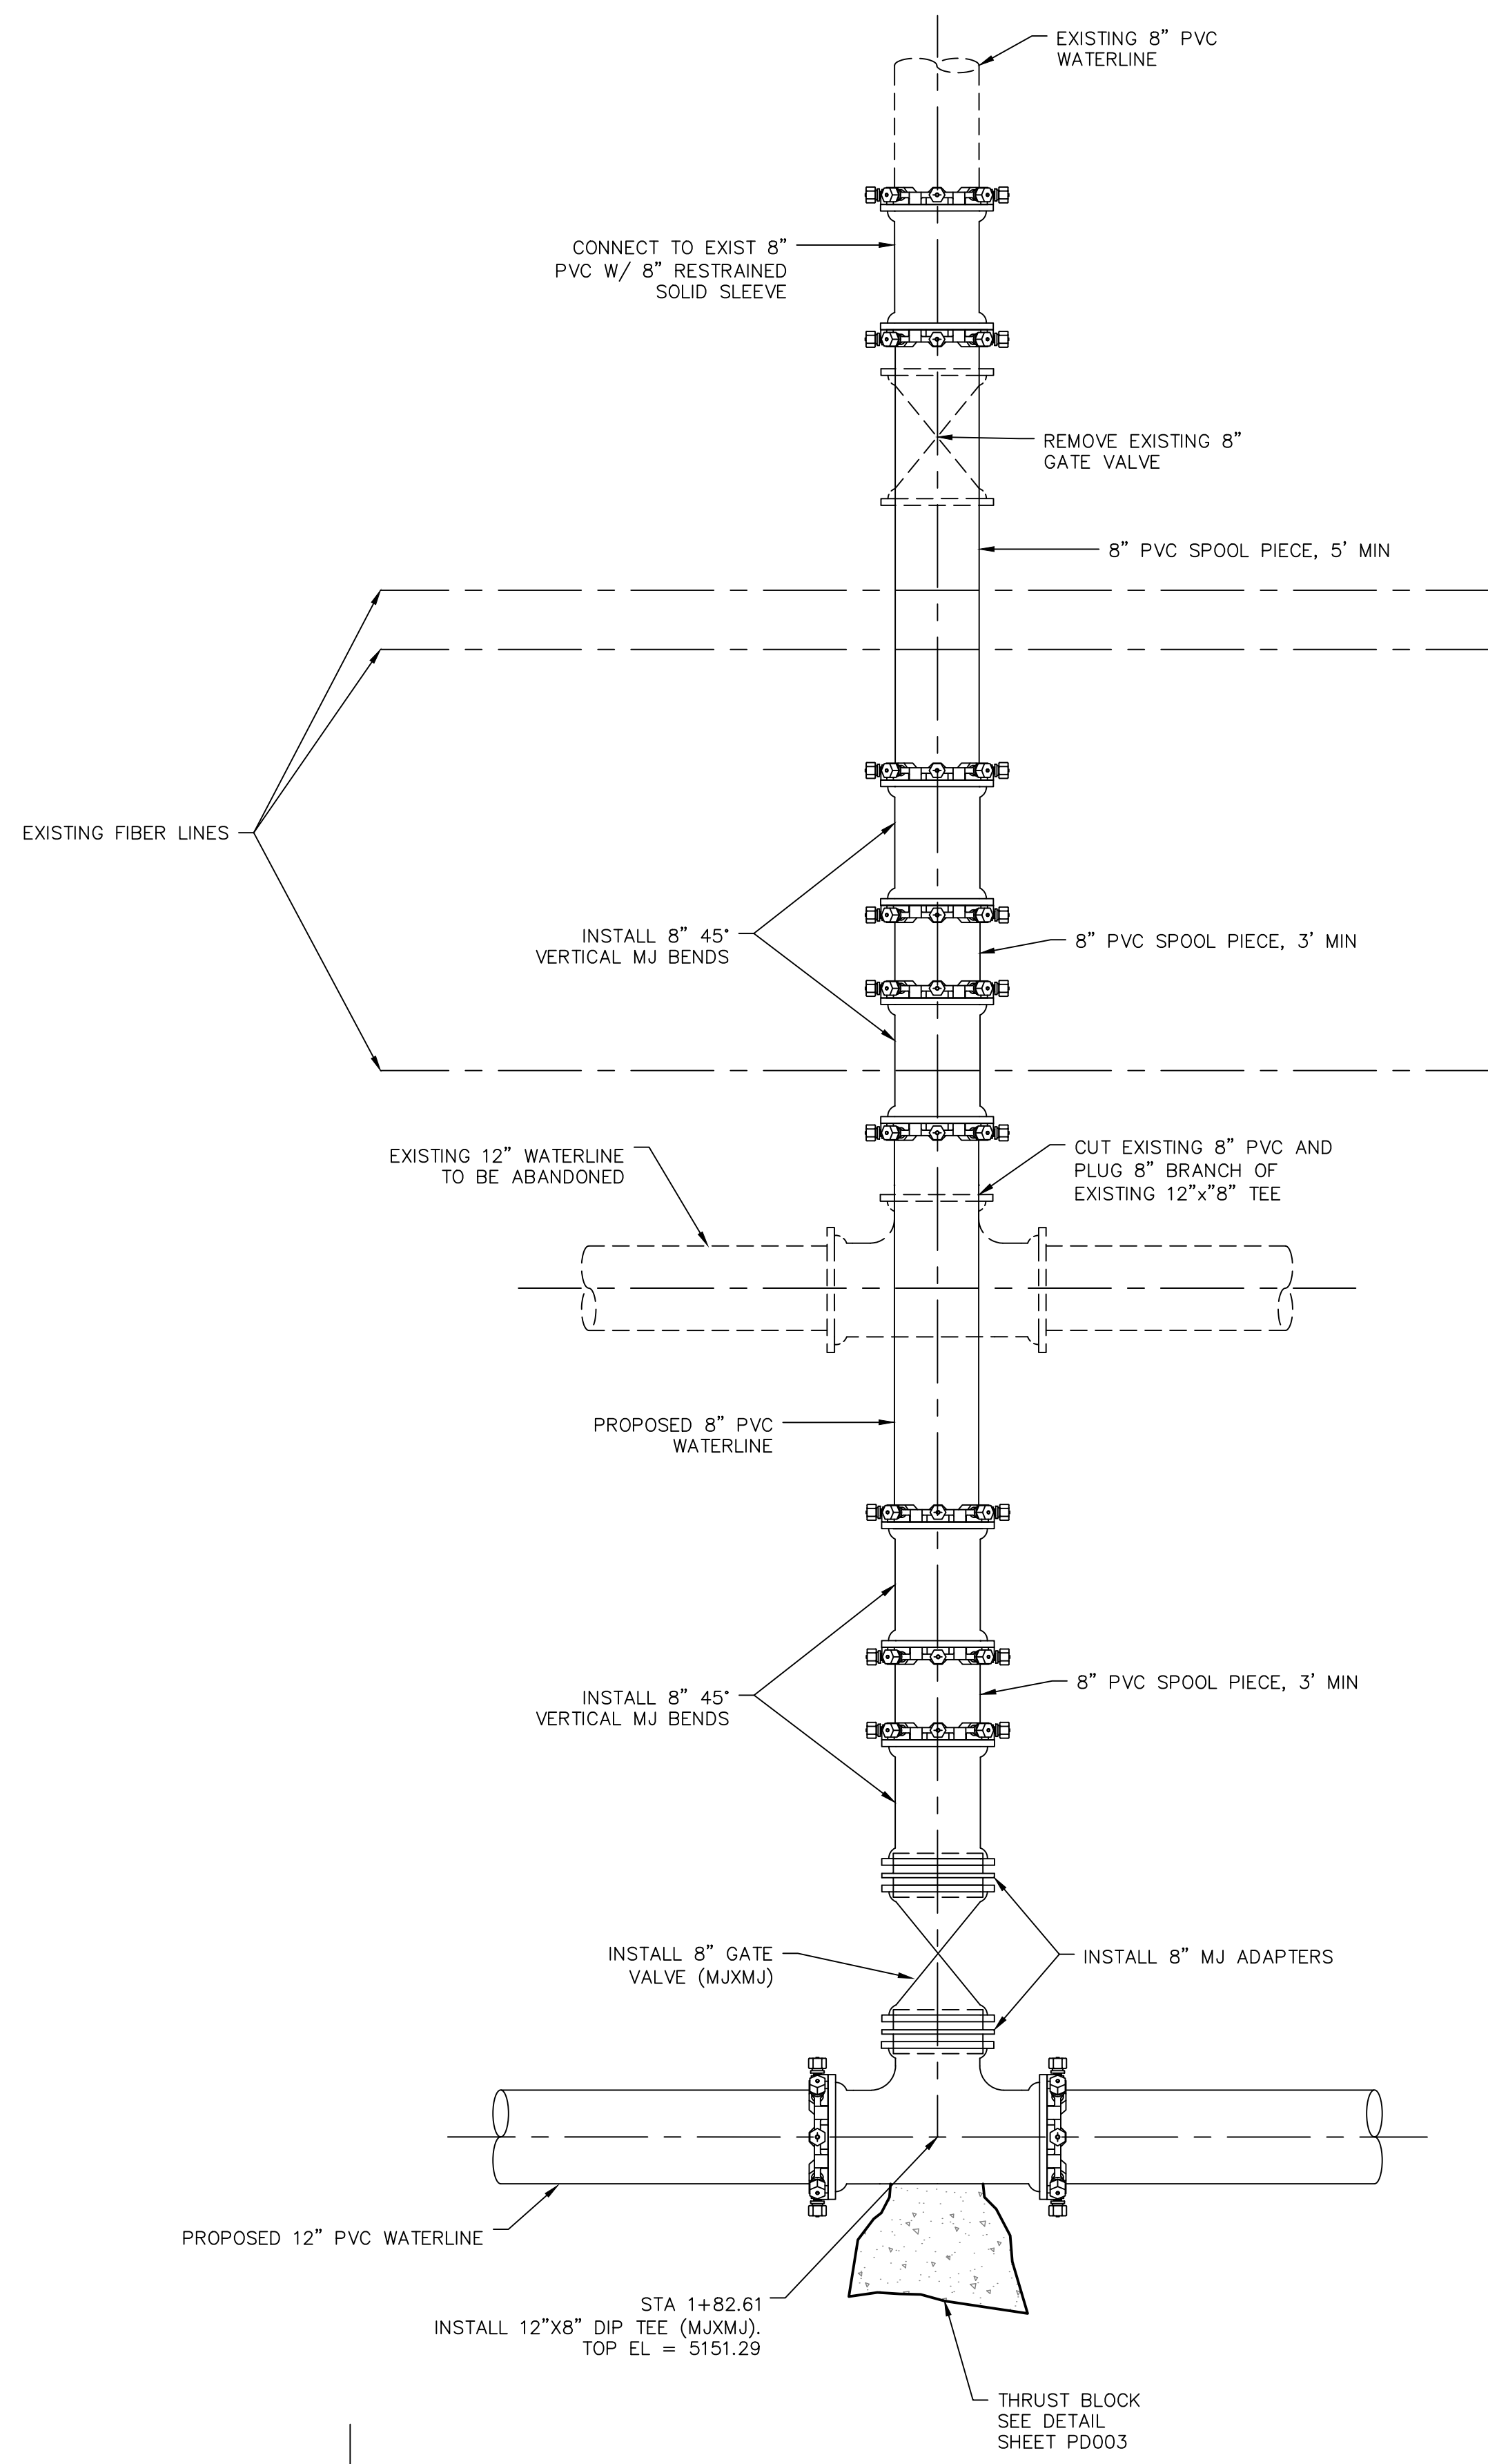 EXISTING 8" PVC
WATERLINE
CONNECT TO EXIST 8"
PVC W/ 8" RESTRAINED
SOLID SLEEVE
REMOVE EXISTING 8"
GATE VALVE
8" PVC SPOOL PIECE, 5' MIN
EXISTING FIBER LINES
INSTALL 8" 45°
VERTICAL MJ BENDS
8" PVC SPOOL PIECE, 3' MIN
EXISTING 12" WATERLINE
TO BE ABANDONED
CUT EXISTING 8" PVC AND
PLUG 8" BRANCH OF
EXISTING 12"x"8" TEE
PROPOSED 8" PVC
WATERLINE
INSTALL 8" 45°
VERTICAL MJ BENDS
8" PVC SPOOL PIECE, 3' MIN
INSTALL 8" GATE
VALVE (MJXMJ)
INSTALL 8" MJ ADAPTERS
PROPOSED 12" PVC WATERLINE
STA 1+82.61
INSTALL 12"X8" DIP TEE (MJXMJ).
TOP EL = 5151.29
THRUST BLOCK
SEE DETAIL
SHEET PD003